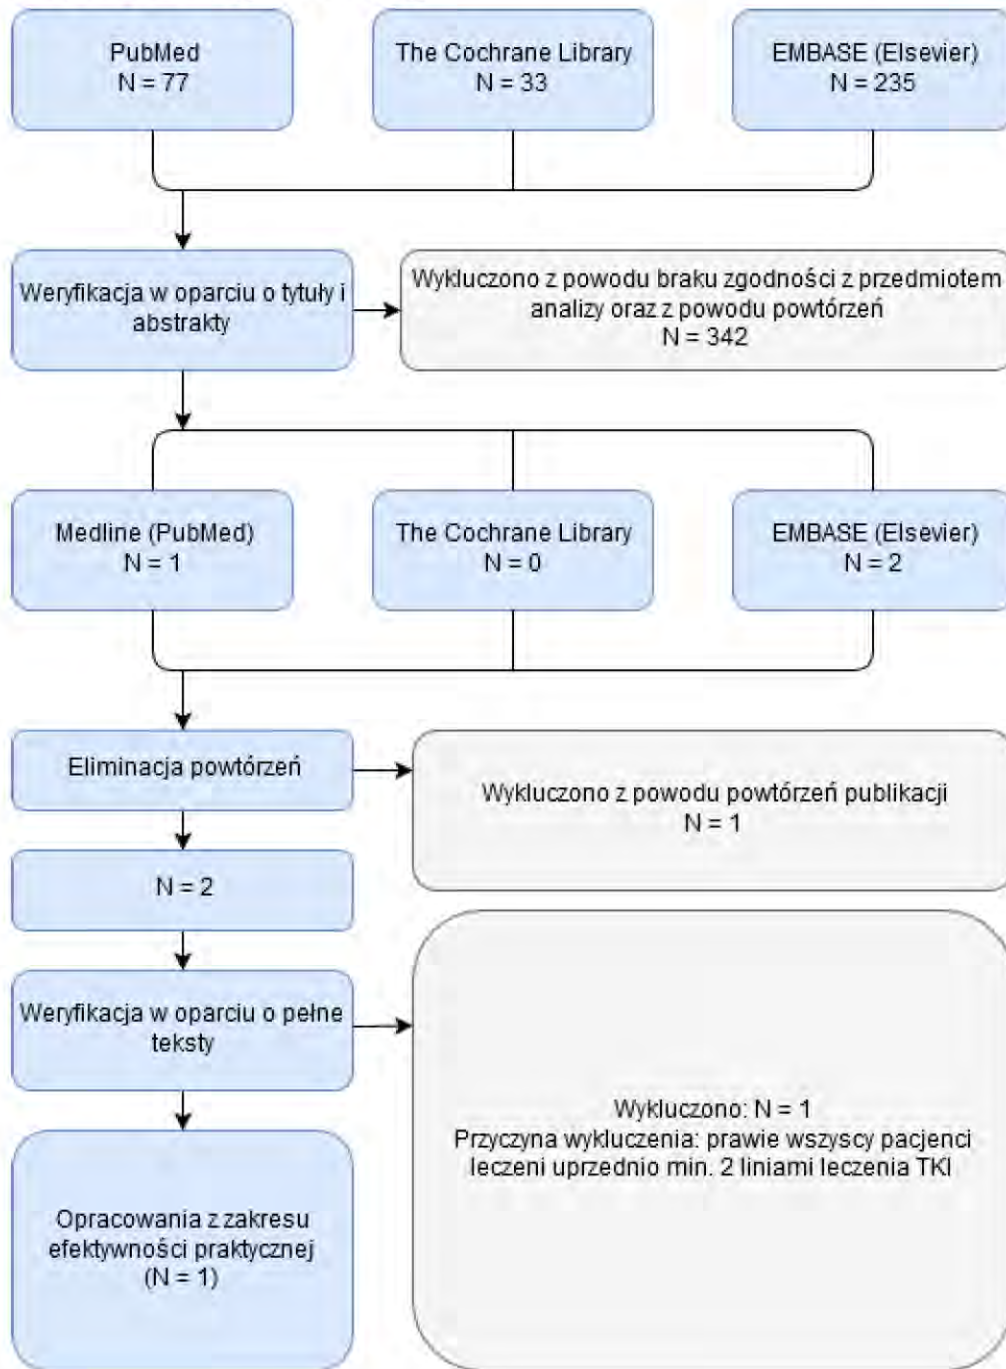 PubMed
N = 77
The Cochrane Library
N = 33
EMBASE (Elsevier)
N = 235
Weryfikacja w oparciu o tytuły i
abstrakty
Wykluczono z powodu braku zgodności z przedmiotem
analizy oraz z powodu powtórzeń
N = 342
Medline (PubMed)
N = 1
The Cochrane Library
N = 0
EMBASE (Elsevier)
N = 2
Eliminacja powtórzeń
Wykluczono z powodu powtórzeń publikacji
N = 1
N = 2
Weryfikacja w oparciu o pełne
teksty
Wykluczono: N = 1
Przyczyna wykluczenia: prawie wszyscy pacjenci
leczeni uprzednio min. 2 liniami leczenia TKI
Opracowania z zakresu
efektywności praktycznej
(N = 1)